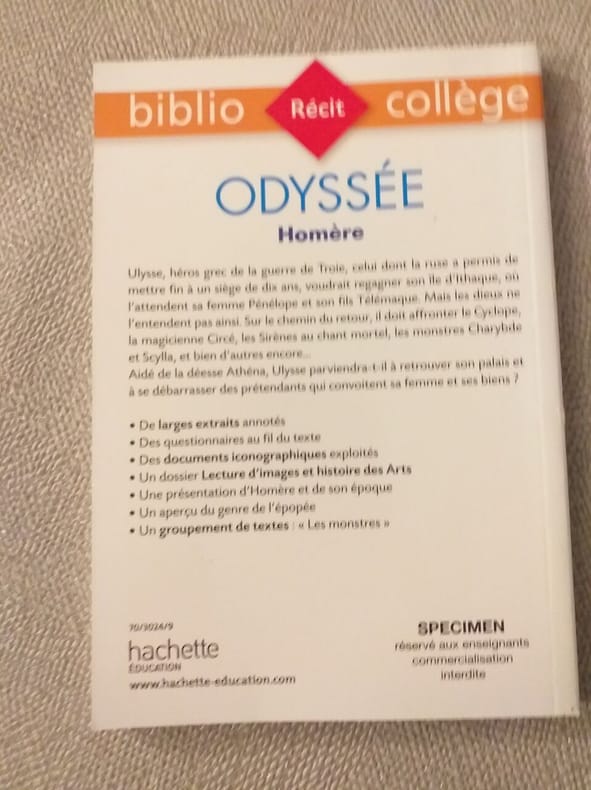 biblio Récit collège
ODYSSÉE
Homère
Ulysse, héros grec de la guerre de Troie, celui dont la ruse a permis de
mettre fin à un siège de dix ans, voudrait regagner son île d'Ithaque, où
l'attendent sa femme Pénélope et son fils Télémaque. Mais les dieux ne
l'entendent pas ainsi. Sur le chemin du retour, il doit affronter le Cyclope,
la magicienne Circé, les Sirènes au chant mortel, les monstres Charybde
et Scylla, et bien d'autres encore...
Aidé de la déesse Athéna, Ulysse parviendra-t-il à retrouver son palais et
à se débarrasser des prétendants qui convoitent sa femme et ses biens ?
• De larges extraits annotés
• Des questionnaires au fil du texte
• Des documents iconographiques exploités
• Un dossier Lecture d'images et histoire des Arts
• Une présentation d'Homère et de son époque
• Un aperçu du genre de l'épopée
• Un groupement de textes : « Les monstres »
70/3024/9
hachette
ÉDUCATION
www.hachette-education.com
SPECIMEN
réservé aux enseignants
commercialisation
interdite